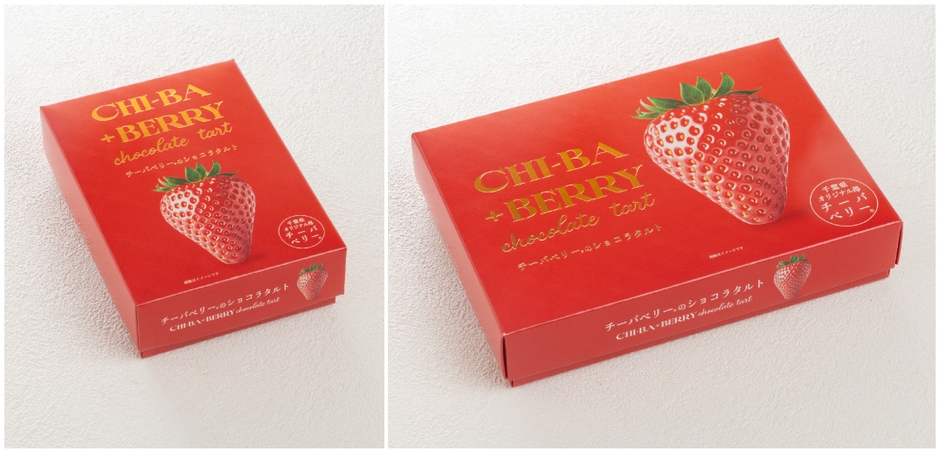 CHI-BA
+BERRY
chocolate tart
チーバベリー®のショコラタルト
千葉県
オリジナル苺
チーバ
ベリー®
チーバベリー®のショコラタルト
CHI-BA+BERRY chocolate tart
CHI-BA
+BERRY
chocolate tart
チーバベリー®のショコラタルト
千葉県
オリジナル苺
チーバ
ベリー®
チーバベリー®のショコラタルト
CHI-BA+BERRY chocolate tart